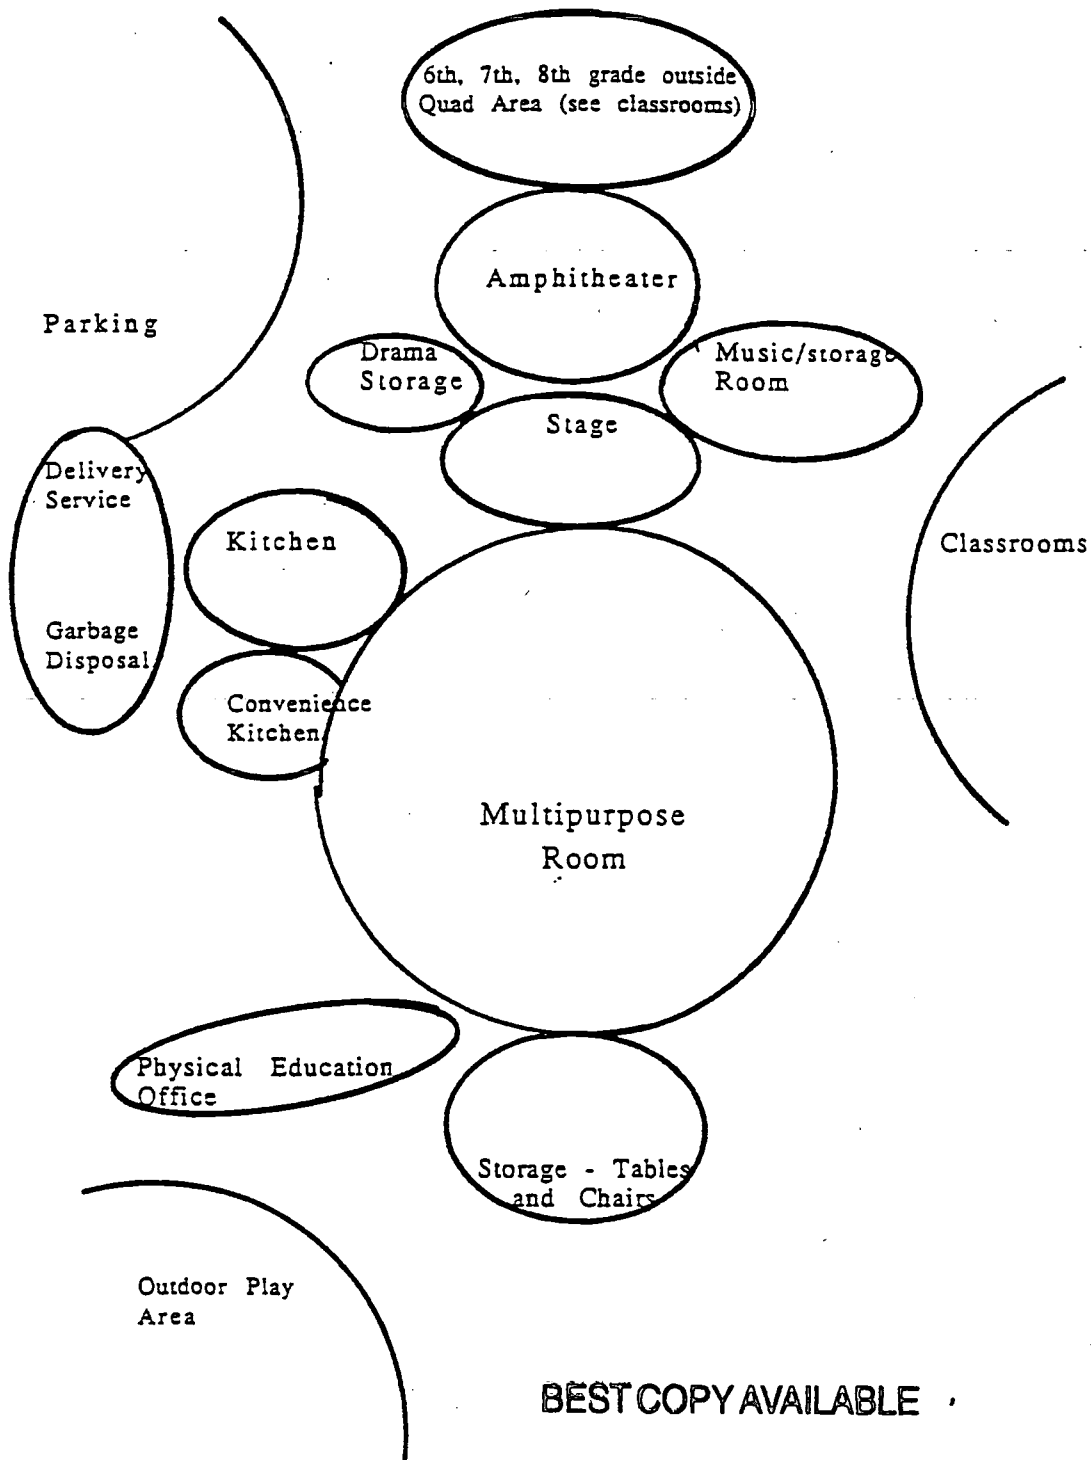 6th, 7th, 8th grade outside
Quad Area (see classrooms)
Amphitheater
Parking
Drama
Storage
Music/storage
Room
Stage
Delivery
Service
Kitchen
Classrooms
Garbage
Disposal
Convenience
Kitchen
Multipurpose
Room
Physical Education
Office
Storage - Tables
and Chairs
Outdoor Play
Area
BEST COPY AVAILABLE